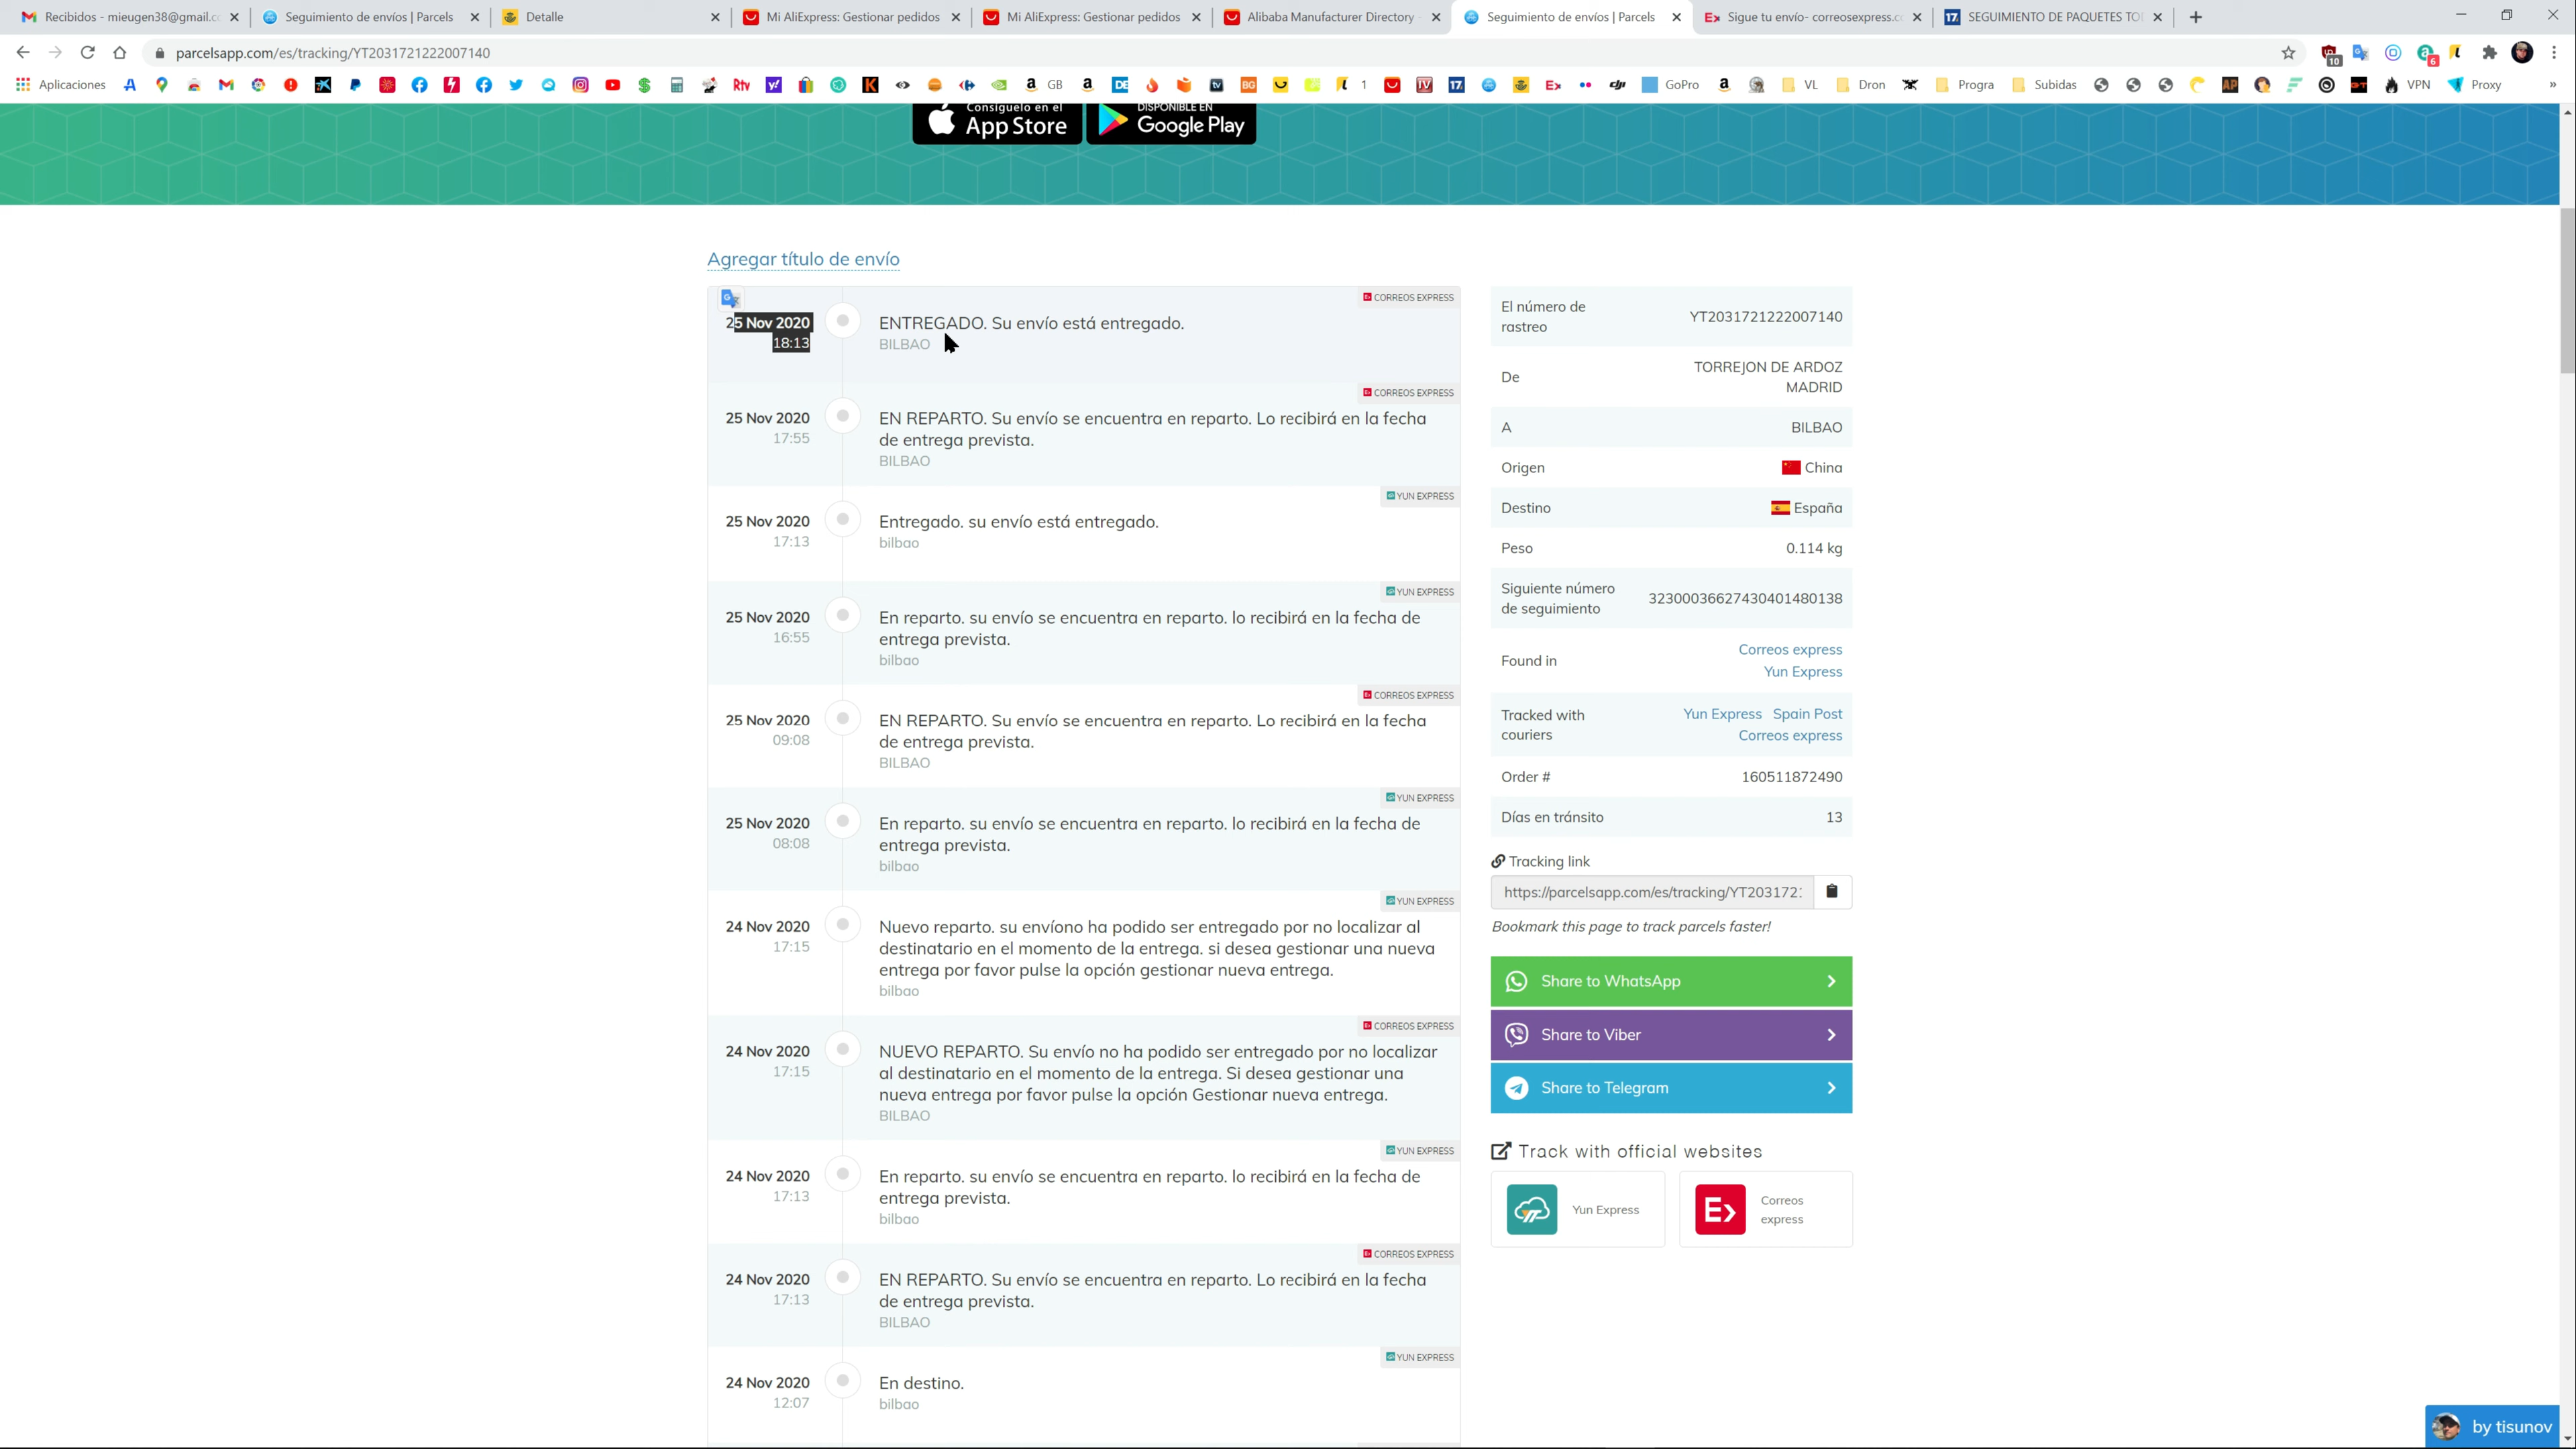 Recibidos - mieugen38@gmail.c
Seguimiento de envíos | Parcels
Detalle
Mi AliExpress: Gestionar pedidos
Mi AliExpress: Gestionar pedidos
Alibaba Manufacturer Directory -
Seguimiento de envíos | Parcels
Sigue tu envío- correosexpress.co
SEGUIMIENTO DE PAQUETES TO
parcelsapp.com/es/tracking/YT2031721222007140
10
6
Aplicaciones
GB
1
GoPro
VL
Dron
Progra
Subidas
VPN
Proxy
»
Consíguelo en el
App Store
DISPONIBLE EN
Google Play
Agregar título de envío
CORREOS EXPRESS
25 Nov 2020
18:13
ENTREGADO. Su envío está entregado.
BILBAO
CORREOS EXPRESS
25 Nov 2020
17:55
EN REPARTO. Su envío se encuentra en reparto. Lo recibirá en la fecha
de entrega prevista.
BILBAO
YUN EXPRESS
25 Nov 2020
17:13
Entregado. su envío está entregado.
bilbao
YUN EXPRESS
25 Nov 2020
16:55
En reparto. su envío se encuentra en reparto. lo recibirá en la fecha de
entrega prevista.
bilbao
CORREOS EXPRESS
25 Nov 2020
09:08
EN REPARTO. Su envío se encuentra en reparto. Lo recibirá en la fecha
de entrega prevista.
BILBAO
YUN EXPRESS
25 Nov 2020
08:08
En reparto. su envío se encuentra en reparto. lo recibirá en la fecha de
entrega prevista.
bilbao
YUN EXPRESS
24 Nov 2020
17:15
Nuevo reparto. su envíono ha podido ser entregado por no localizar al
destinatario en el momento de la entrega. si desea gestionar una nueva
entrega por favor pulse la opción gestionar nueva entrega.
bilbao
CORREOS EXPRESS
24 Nov 2020
17:15
NUEVO REPARTO. Su envío no ha podido ser entregado por no localizar
al destinatario en el momento de la entrega. Si desea gestionar una
nueva entrega por favor pulse la opción Gestionar nueva entrega.
BILBAO
YUN EXPRESS
24 Nov 2020
17:13
En reparto. su envío se encuentra en reparto. lo recibirá en la fecha de
entrega prevista.
bilbao
CORREOS EXPRESS
24 Nov 2020
17:13
EN REPARTO. Su envío se encuentra en reparto. Lo recibirá en la fecha
de entrega prevista.
BILBAO
YUN EXPRESS
24 Nov 2020
12:07
En destino.
bilbao
El número de
rastreo
YT2031721222007140
De
TORREJON DE ARDOZ
MADRID
A
BILBAO
Origen
China
Destino
España
Peso
0.114 kg
Siguiente número
de seguimiento
32300036627430401480138
Found in
Correos express
Yun Express
Tracked with
couriers
Yun Express Spain Post
Correos express
Order #
160511872490
Días en tránsito
13
Tracking link
https://parcelsapp.com/es/tracking/YT203172:
Bookmark this page to track parcels faster!
Share to WhatsApp
Share to Viber
Share to Telegram
Track with official websites
Yun Express
Correos
express
by tisunov